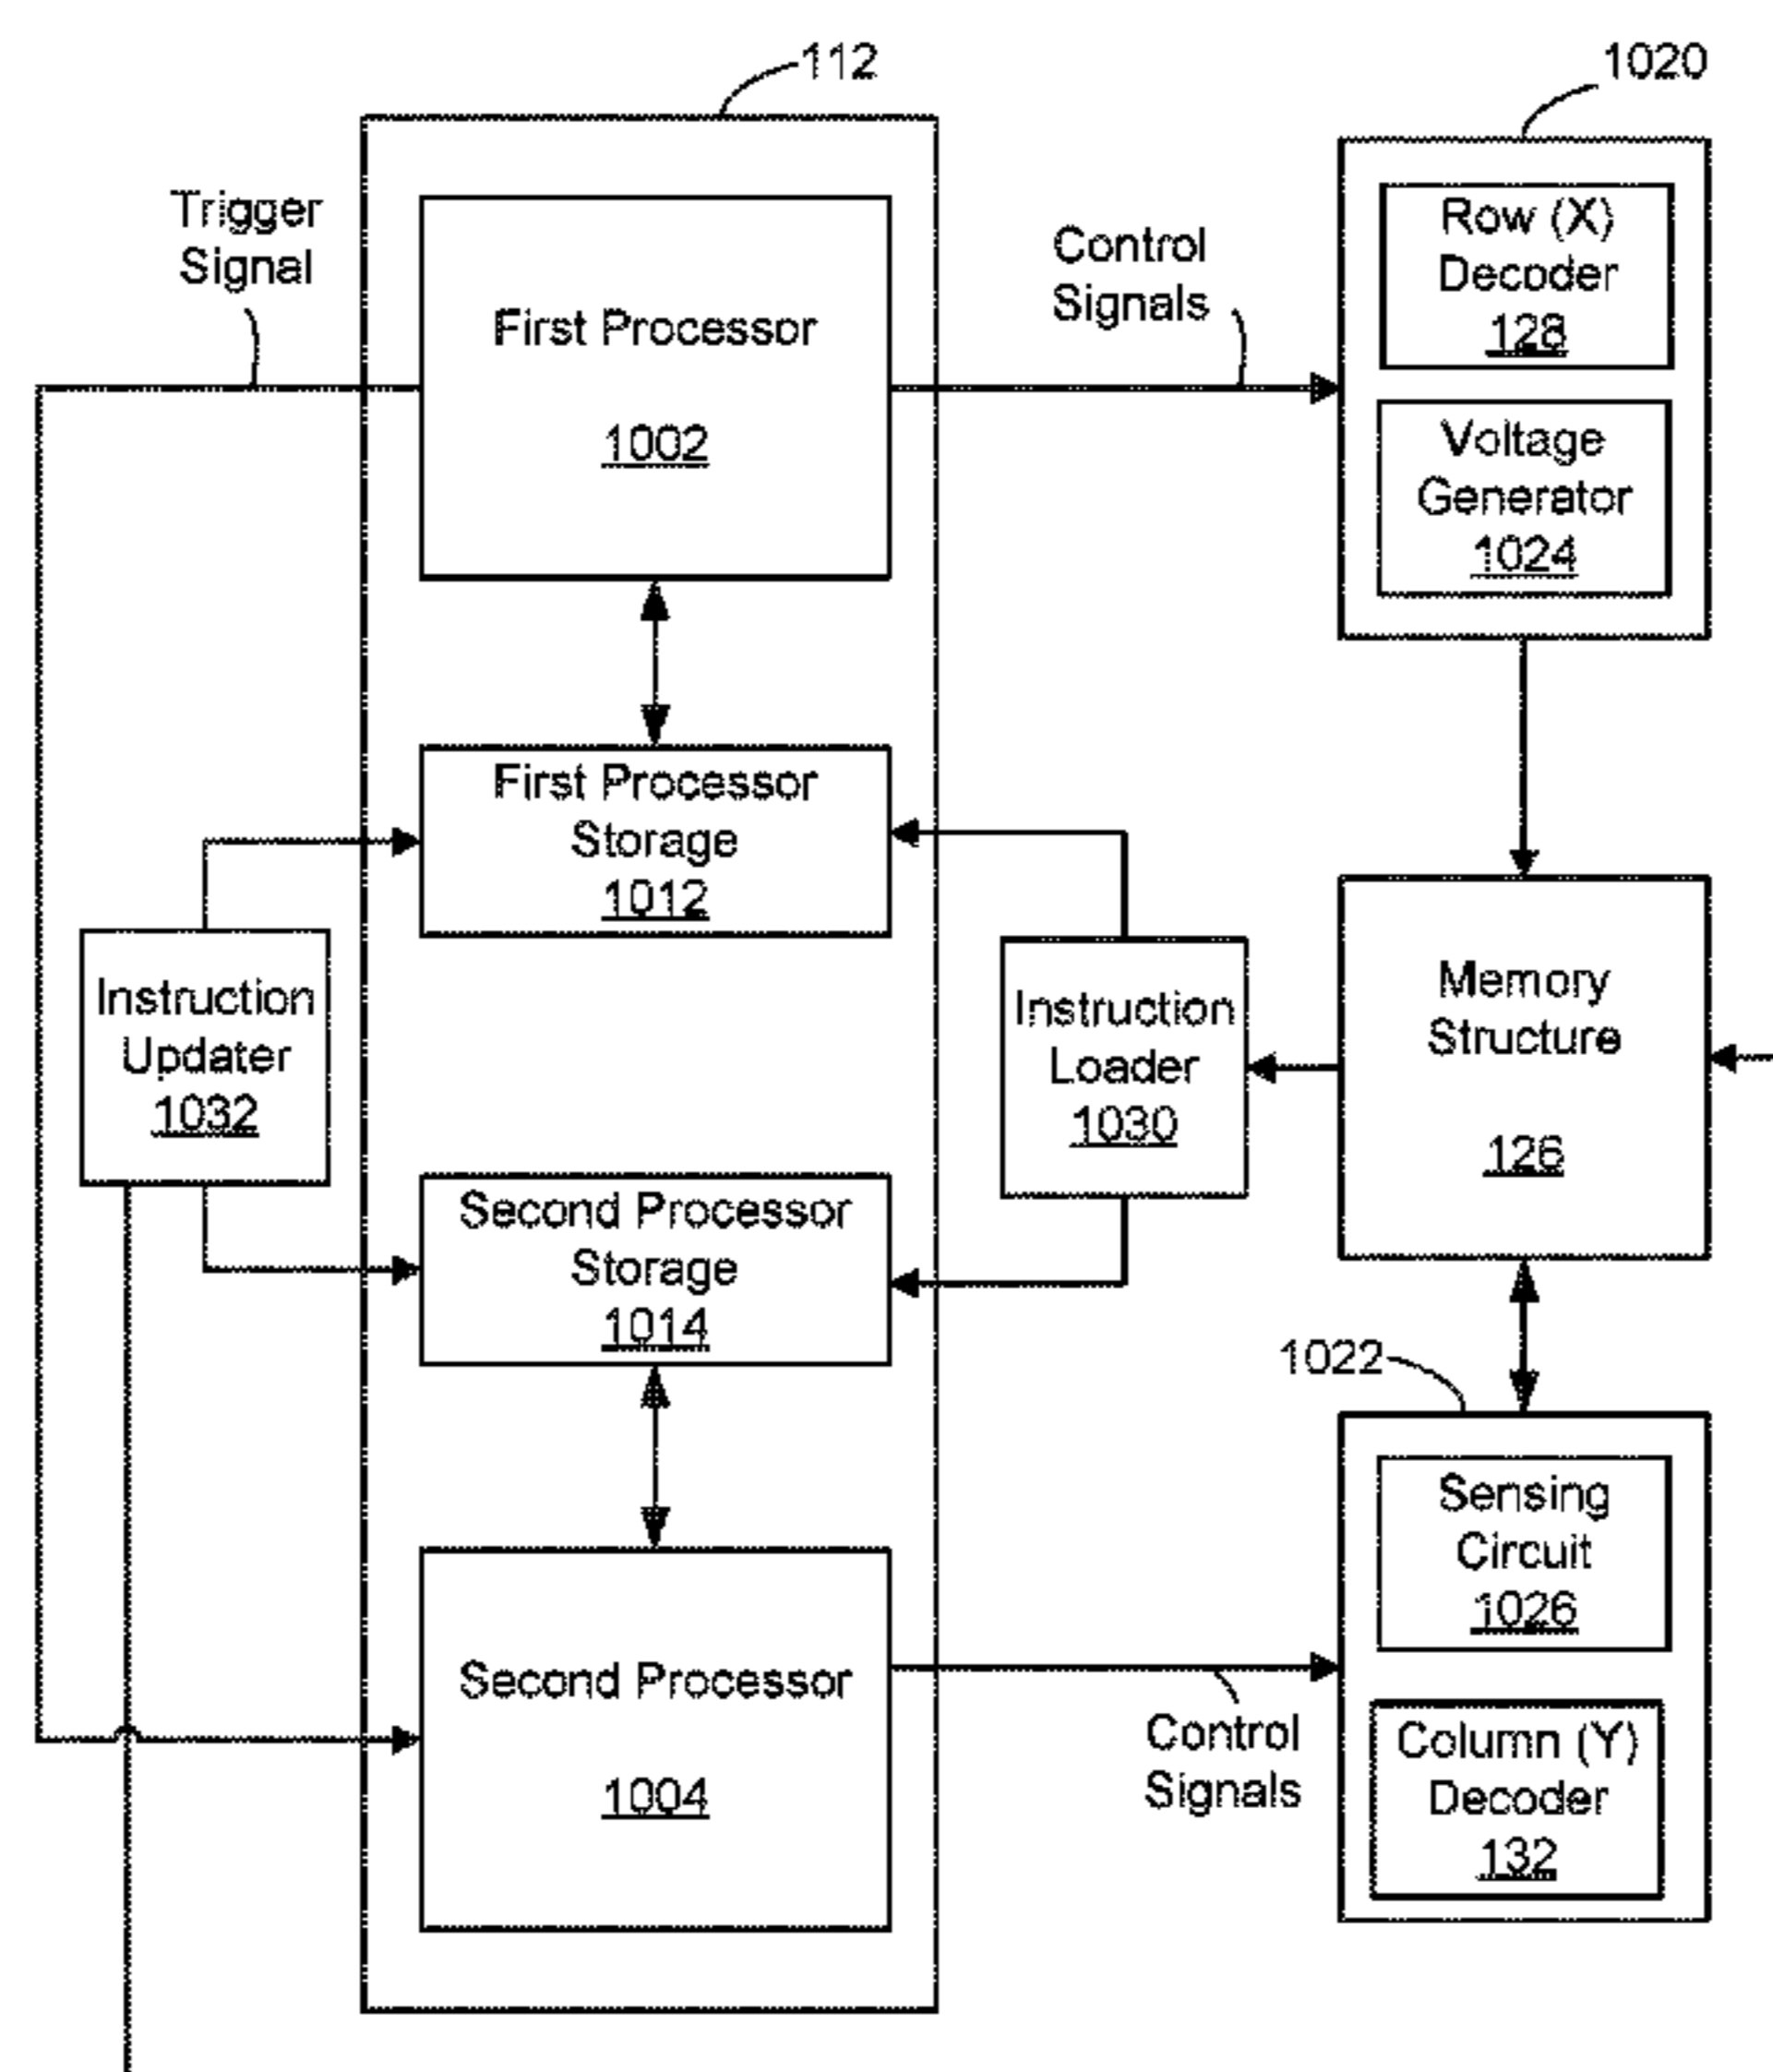 112
1020
Trigger
Signal
First Processor
1002
Control
Signals
Row (X)
Decoder
128
Voltage
Generator
1024
First Processor
Storage
1012
Instruction
Updater
1032
Instruction
Loader
1030
Memory
Structure
126
Second Processor
Storage
1014
1022
Sensing
Circuit
1026
Second Processor
1004
Control
Signals
Column (Y)
Decoder
132